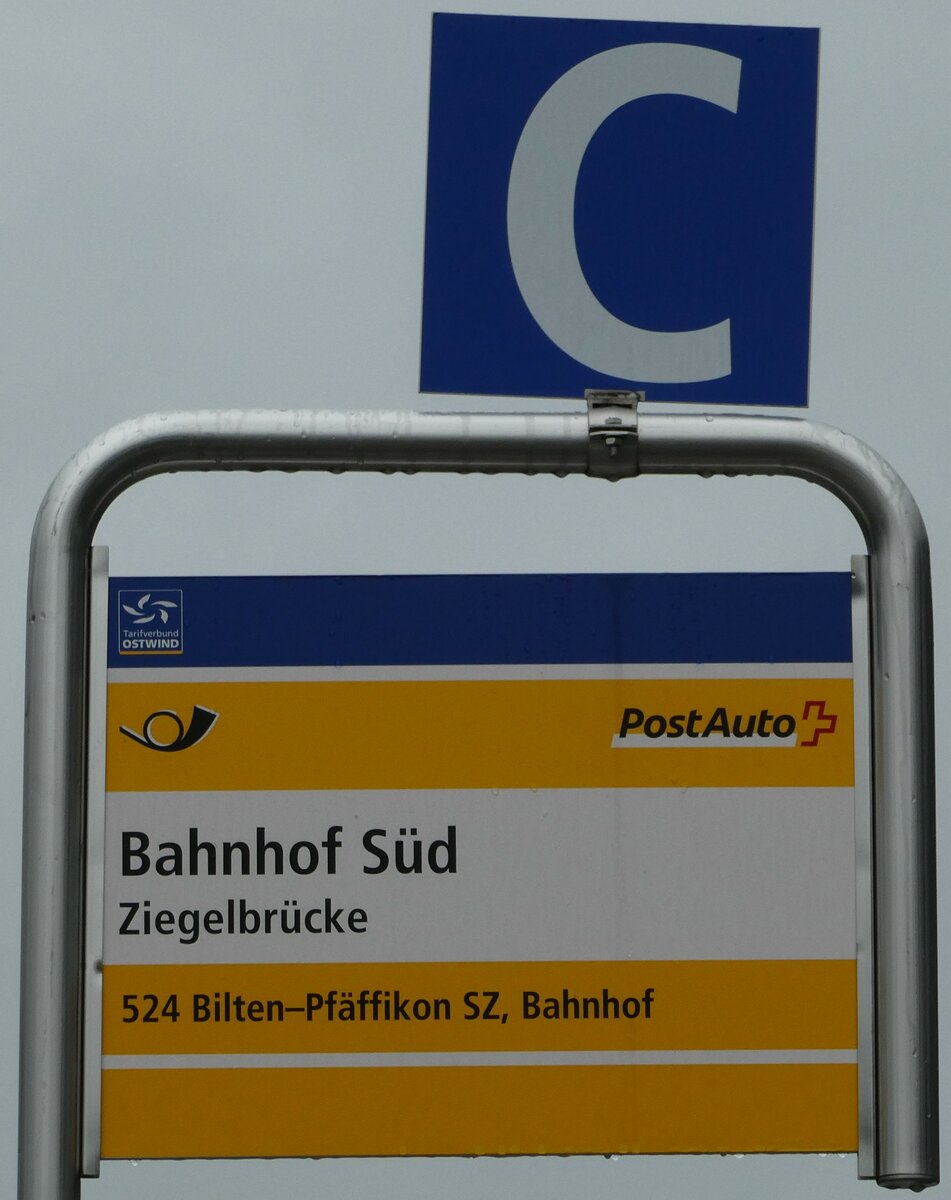 C
Tarifverbund
OSTWIND
PostAuto
Bahnhof Süd
Ziegelbrücke
524 Bilten–Pfäffikon SZ, Bahnhof